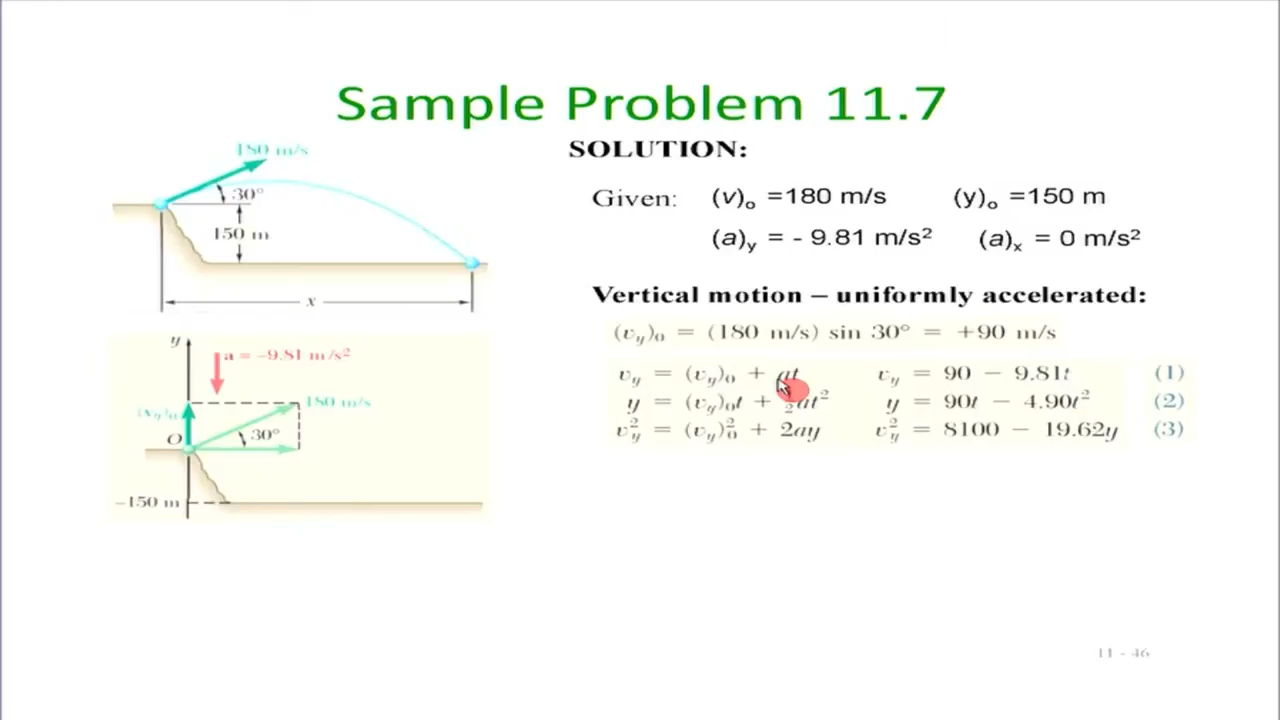 Sample Problem 11.7
180 m/s
30°
150 m
x
y
a = −9.81 m/s²
(vy)0
180 m/s
O
30°
−150 m
SOLUTION:
Given: (v)o =180 m/s (y)o =150 m
(a)y = - 9.81 m/s² (a)x = 0 m/s²
Vertical motion – uniformly accelerated:
(vy)0 = (180 m/s) sin 30° = +90 m/s
vy = (vy)0 + at vy = 90 − 9.81t (1)
y = (vy)0t + ½at² y = 90t − 4.90t² (2)
vy² = (vy)0² + 2ay vy² = 8100 − 19.62y (3)
11 - 46